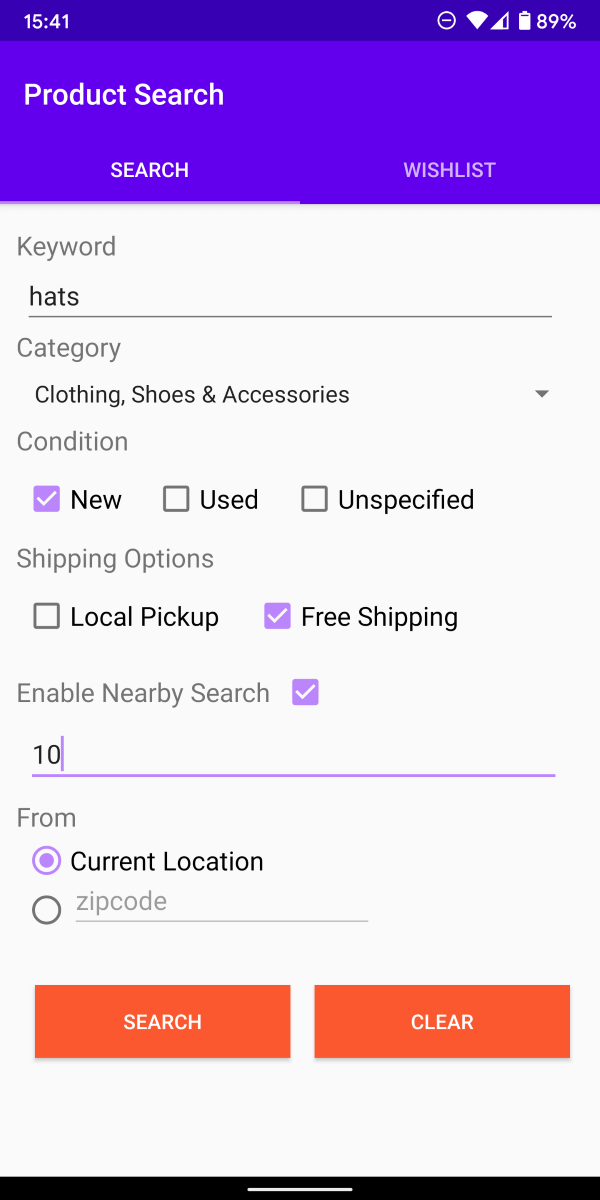 15:41 89%
Product Search
SEARCH WISHLIST
Keyword
hats
Category
Clothing, Shoes & Accessories
Condition
New Used Unspecified
Shipping Options
Local Pickup Free Shipping
Enable Nearby Search
10
From
Current Location
zipcode
SEARCH CLEAR